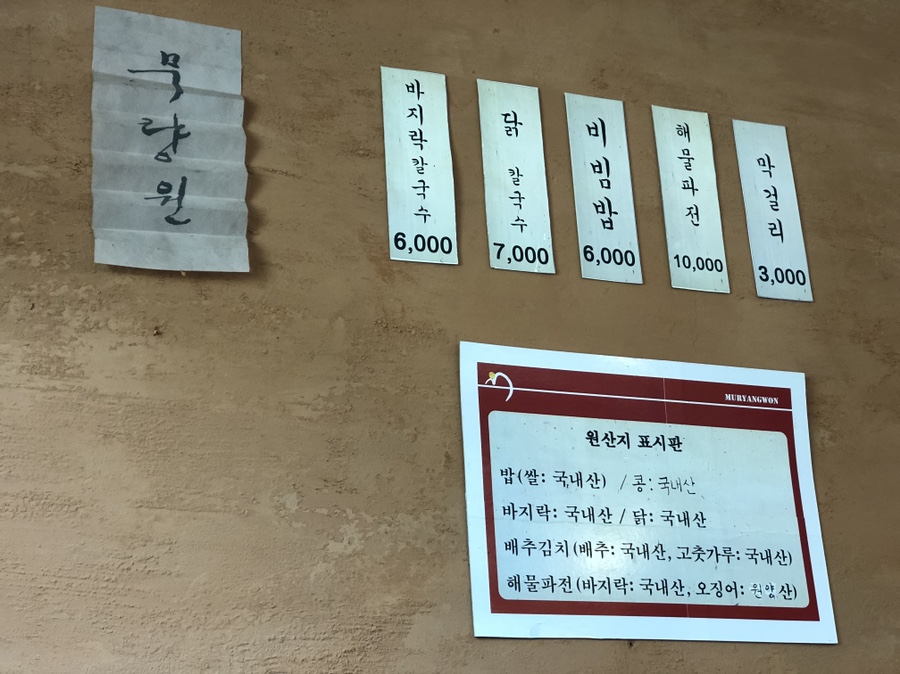 무량원
바지락칼국수
6,000
닭 칼국수
7,000
비빔밥
6,000
해물파전
10,000
막걸리
3,000
MURYANGWON
원산지 표시판
밥(쌀: 국내산) / 콩: 국내산
바지락: 국내산 / 닭: 국내산
배추김치(배추: 국내산, 고춧가루: 국내산)
해물파전(바지락: 국내산, 오징어: 원양산)